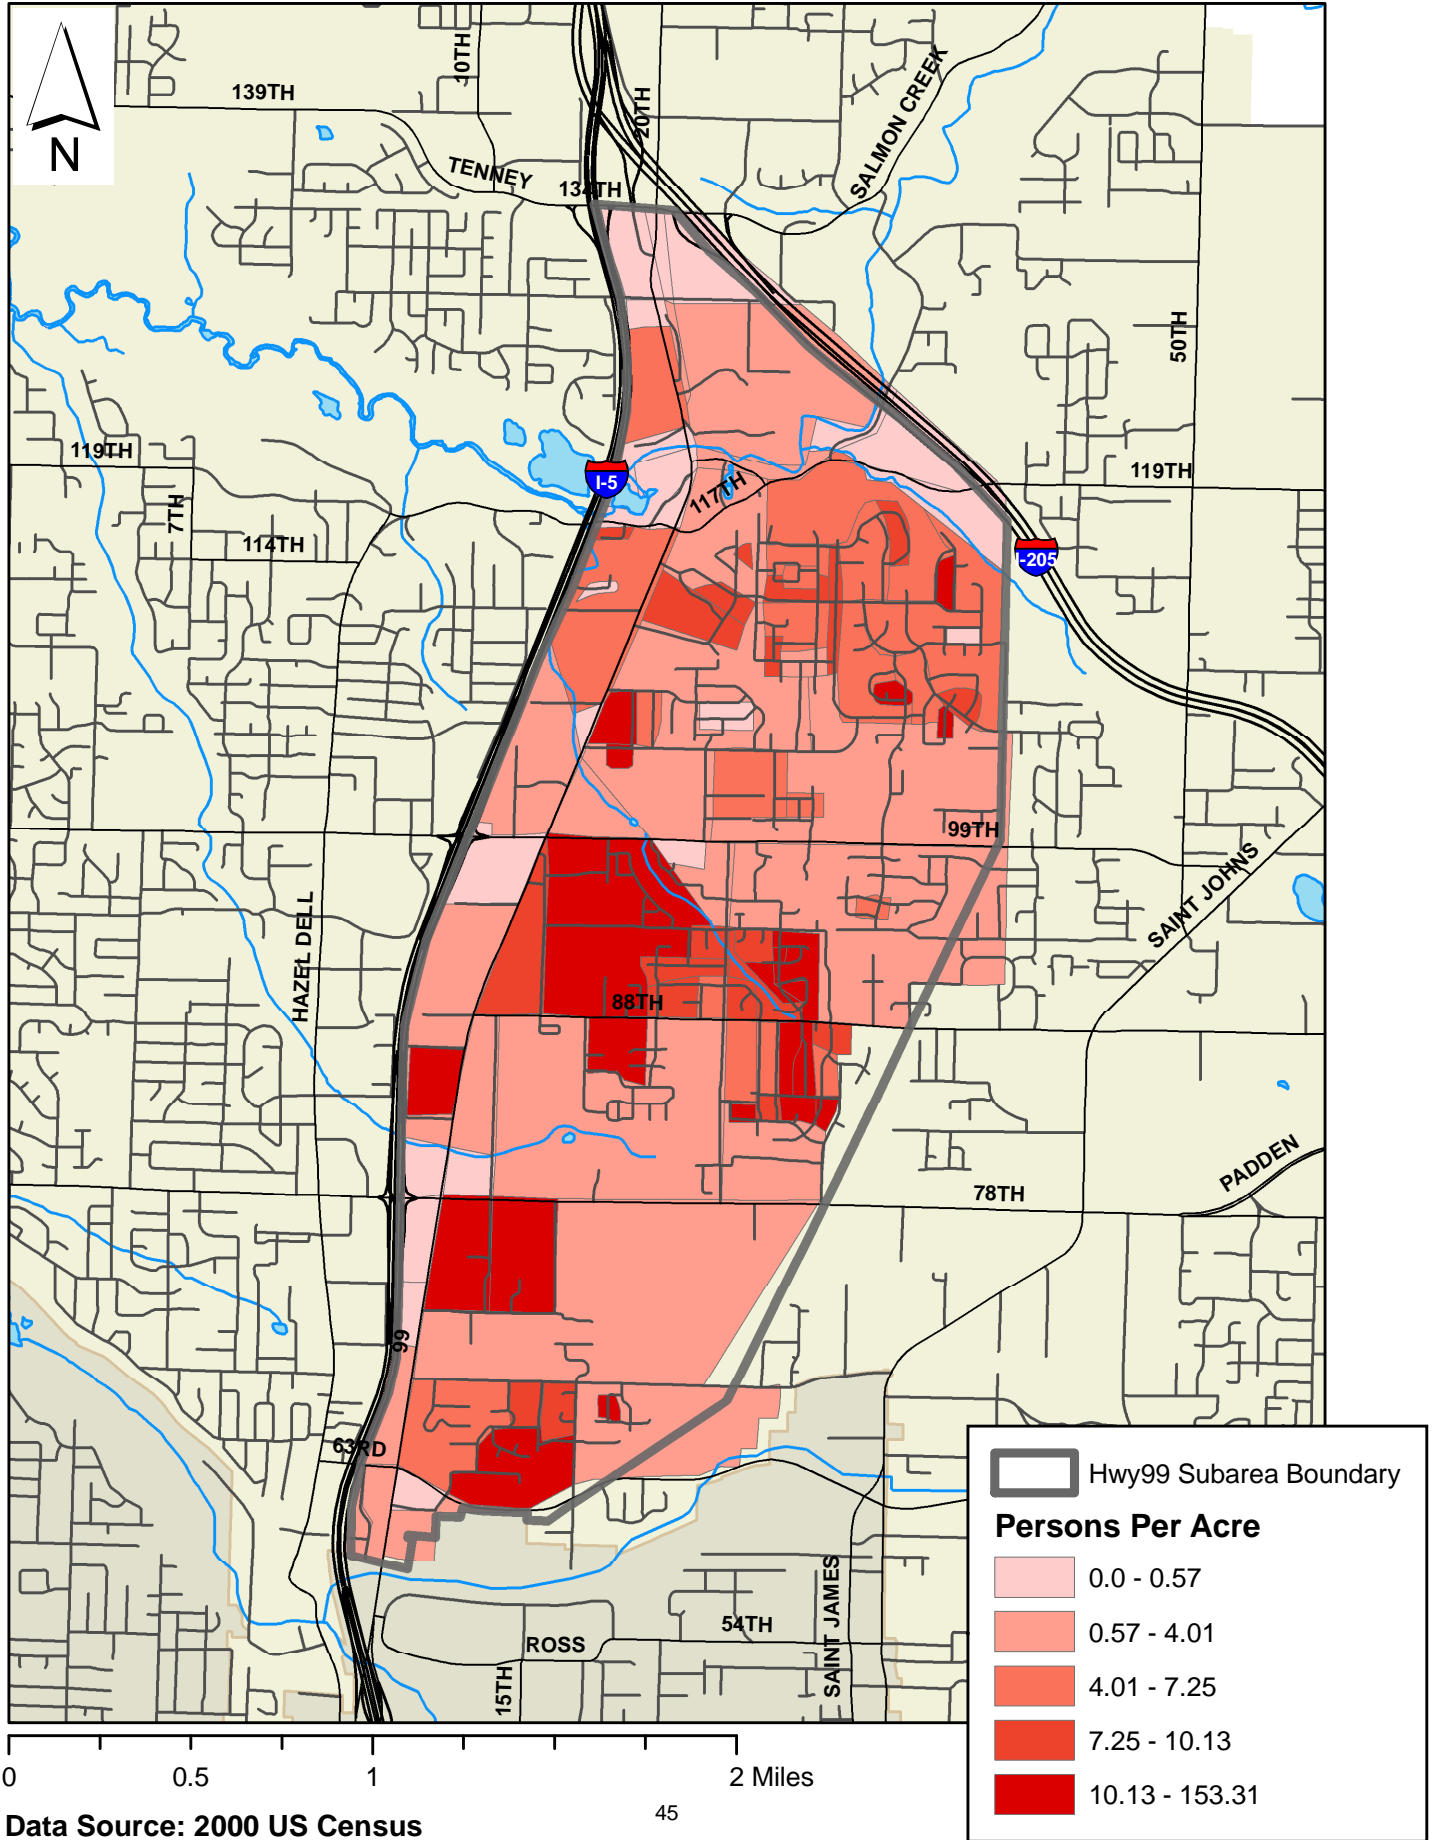 N
10TH
139TH
20TH
SALMON CREEK
TENNEY
134TH
50TH
119TH
119TH
I-5
117TH
7TH
114TH
I-205
99TH
SAINT JOHNS
HAZEL DELL
88TH
PADDEN
78TH
99
63RD
54TH
SAINT JAMES
ROSS
15TH
Hwy99 Subarea Boundary
Persons Per Acre
0.0 - 0.57
0.57 - 4.01
4.01 - 7.25
7.25 - 10.13
10.13 - 153.31
0 0.5 1 2 Miles
45
Data Source: 2000 US Census